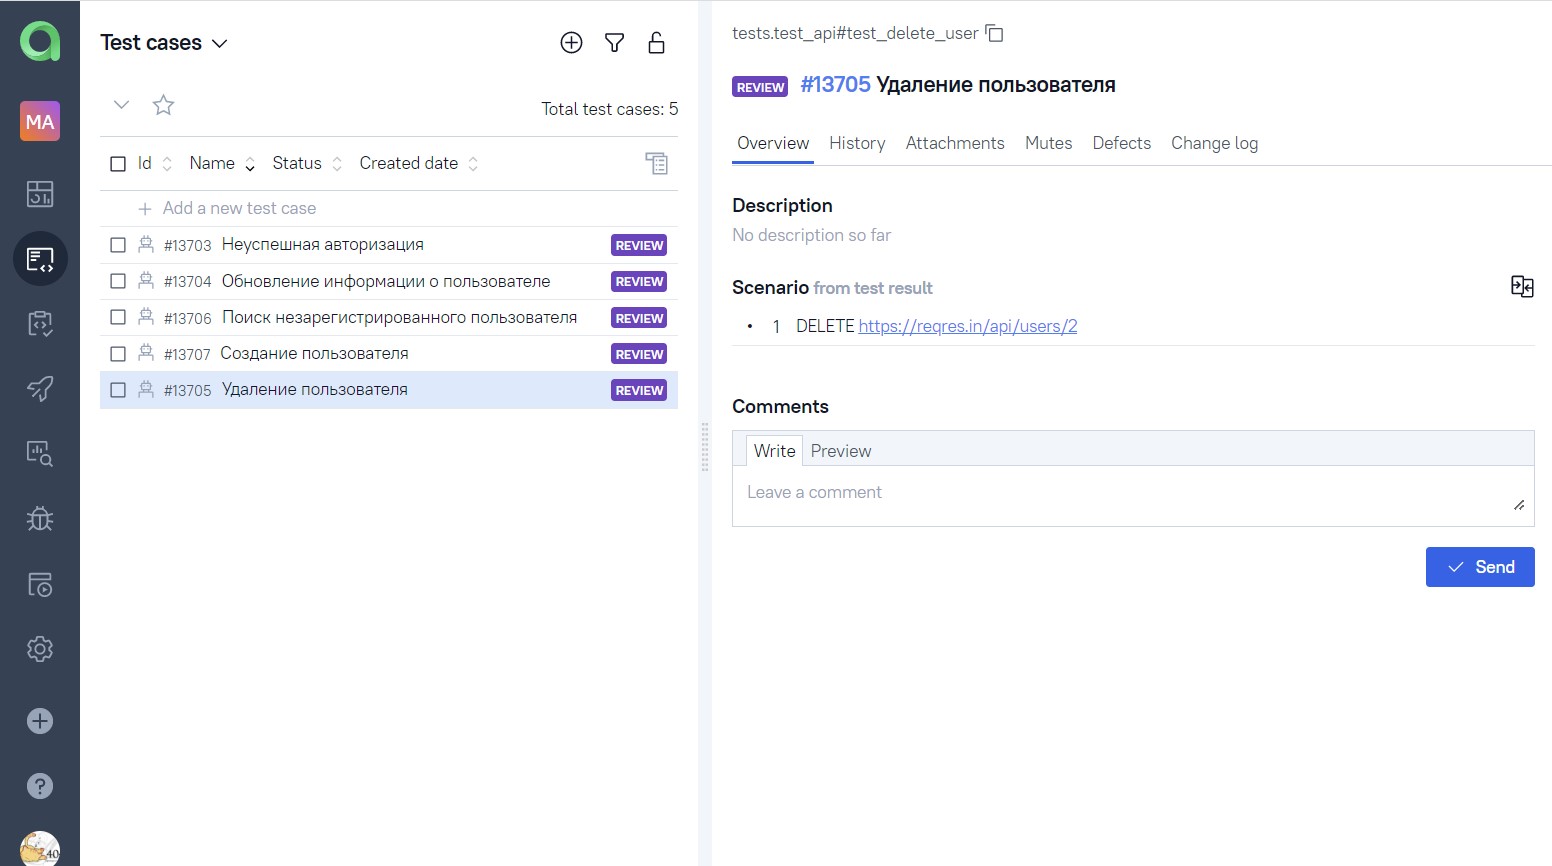 MA
Test cases
Total test cases: 5
Id Name Status Created date
Add a new test case
#13703 Неуспешная авторизация REVIEW
#13704 Обновление информации о пользователе REVIEW
#13706 Поиск незарегистрированного пользователя REVIEW
#13707 Создание пользователя REVIEW
#13705 Удаление пользователя REVIEW
tests.test_api#test_delete_user
REVIEW #13705 Удаление пользователя
Overview History Attachments Mutes Defects Change log
Description
No description so far
Scenario from test result
• 1 DELETE https://reqres.in/api/users/2
Comments
Write Preview
Leave a comment
Send
40